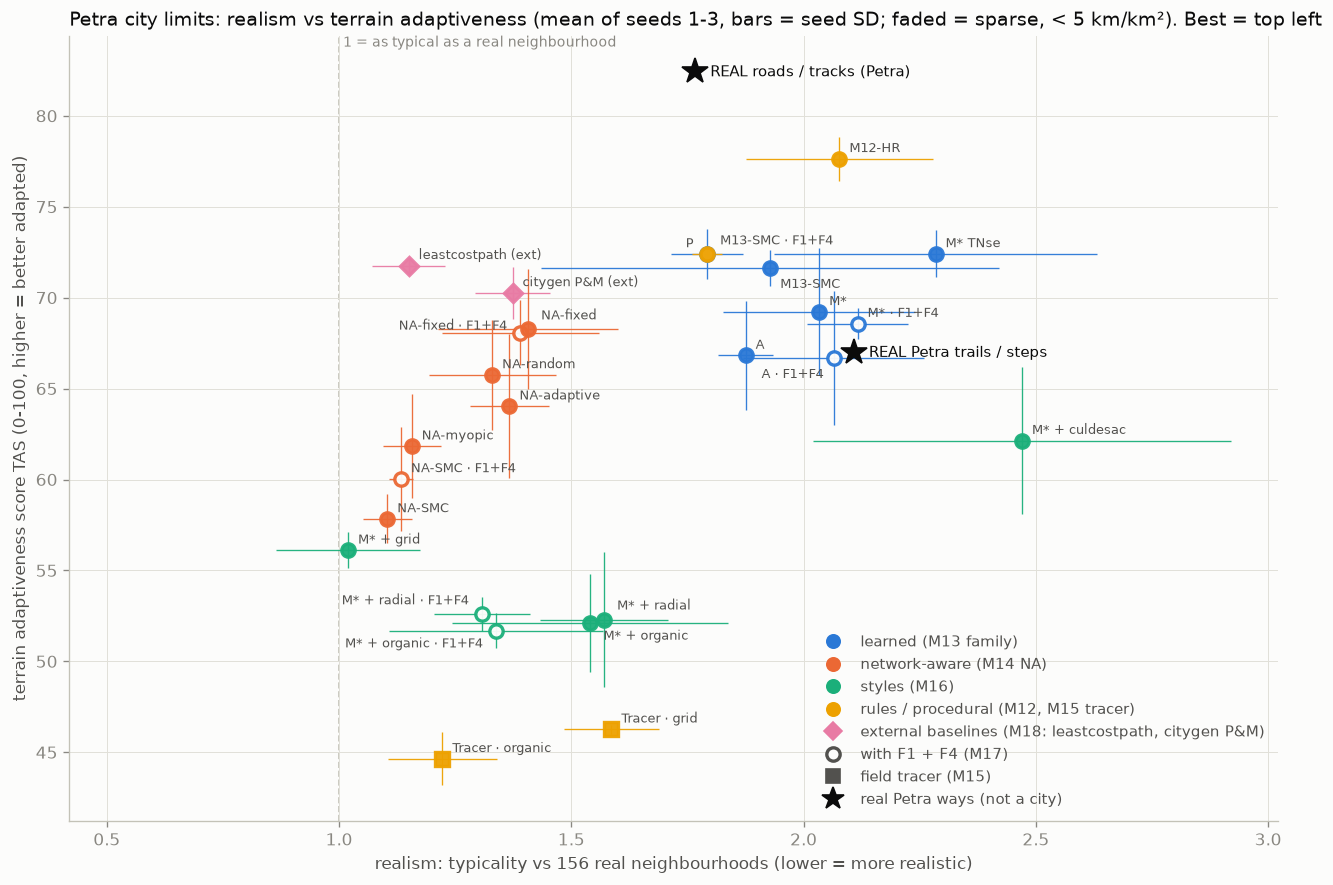 Petra city limits: realism vs terrain adaptiveness (mean of seeds 1-3, bars = seed SD; faded = sparse, < 5 km/km²). Best = top left
1 = as typical as a real neighbourhood
REAL roads / tracks (Petra)
M12-HR
P
M13-SMC · F1+F4
M* TNse
leastcostpath (ext)
M13-SMC
citygen P&M (ext)
M*
M* · F1+F4
NA-fixed
NA-fixed · F1+F4
A
REAL Petra trails / steps
NA-random
A · F1+F4
NA-adaptive
NA-myopic
M* + culdesac
NA-SMC · F1+F4
NA-SMC
M* + grid
M* + radial · F1+F4
M* + radial
M* + organic
M* + organic · F1+F4
Tracer · grid
Tracer · organic
learned (M13 family)
network-aware (M14 NA)
styles (M16)
rules / procedural (M12, M15 tracer)
external baselines (M18: leastcostpath, citygen P&M)
with F1 + F4 (M17)
field tracer (M15)
real Petra ways (not a city)
80
75
70
65
60
55
50
45
terrain adaptiveness score TAS (0-100, higher = better adapted)
0.5
1.0
1.5
2.0
2.5
3.0
realism: typicality vs 156 real neighbourhoods (lower = more realistic)